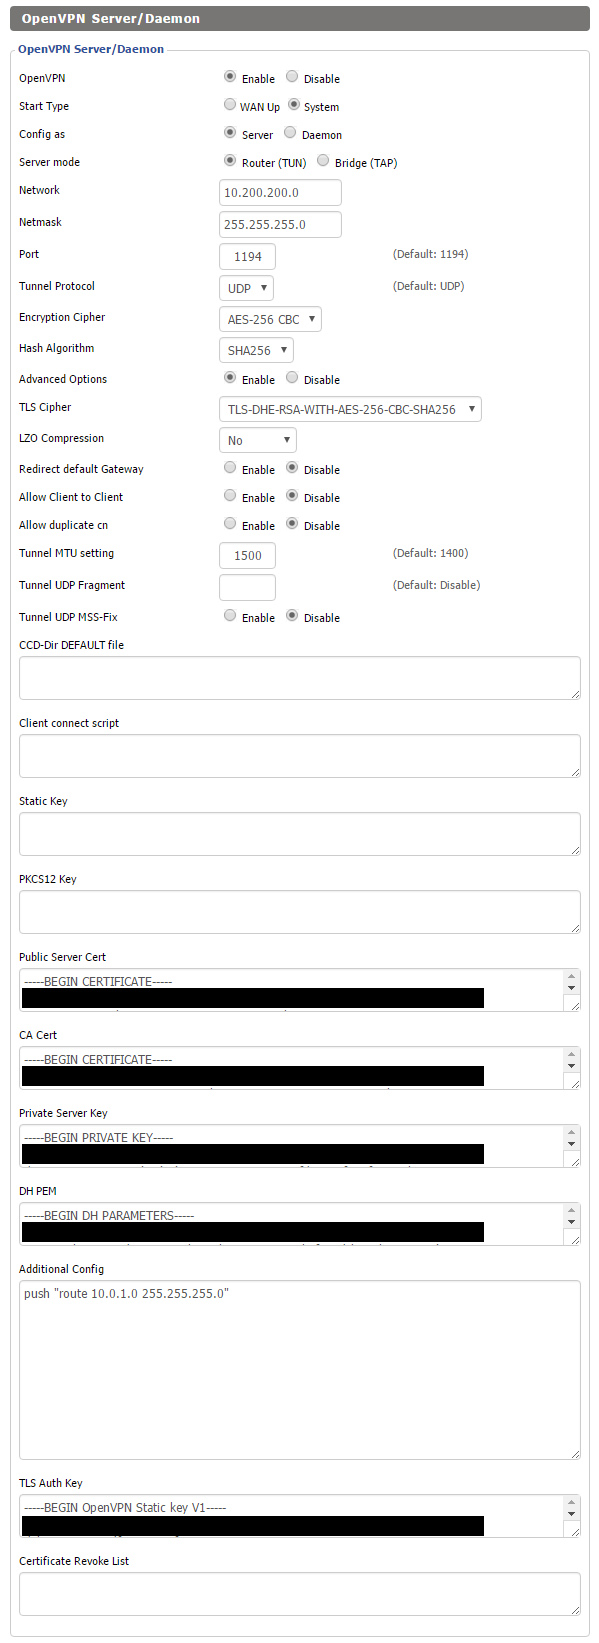 OpenVPN Server/Daemon
OpenVPN Server/Daemon
OpenVPN Enable Disable
Start Type WAN Up System
Config as Server Daemon
Server mode Router (TUN) Bridge (TAP)
Network 10.200.200.0
Netmask 255.255.255.0
Port 1194 (Default: 1194)
Tunnel Protocol UDP (Default: UDP)
Encryption Cipher AES-256 CBC
Hash Algorithm SHA256
Advanced Options Enable Disable
TLS Cipher TLS-DHE-RSA-WITH-AES-256-CBC-SHA256
LZO Compression No
Redirect default Gateway Enable Disable
Allow Client to Client Enable Disable
Allow duplicate cn Enable Disable
Tunnel MTU setting 1500 (Default: 1400)
Tunnel UDP Fragment (Default: Disable)
Tunnel UDP MSS-Fix Enable Disable
CCD-Dir DEFAULT file
Client connect script
Static Key
PKCS12 Key
Public Server Cert
-----BEGIN CERTIFICATE-----
CA Cert
-----BEGIN CERTIFICATE-----
Private Server Key
-----BEGIN PRIVATE KEY-----
DH PEM
-----BEGIN DH PARAMETERS-----
Additional Config
push "route 10.0.1.0 255.255.255.0"
TLS Auth Key
-----BEGIN OpenVPN Static key V1-----
Certificate Revoke List